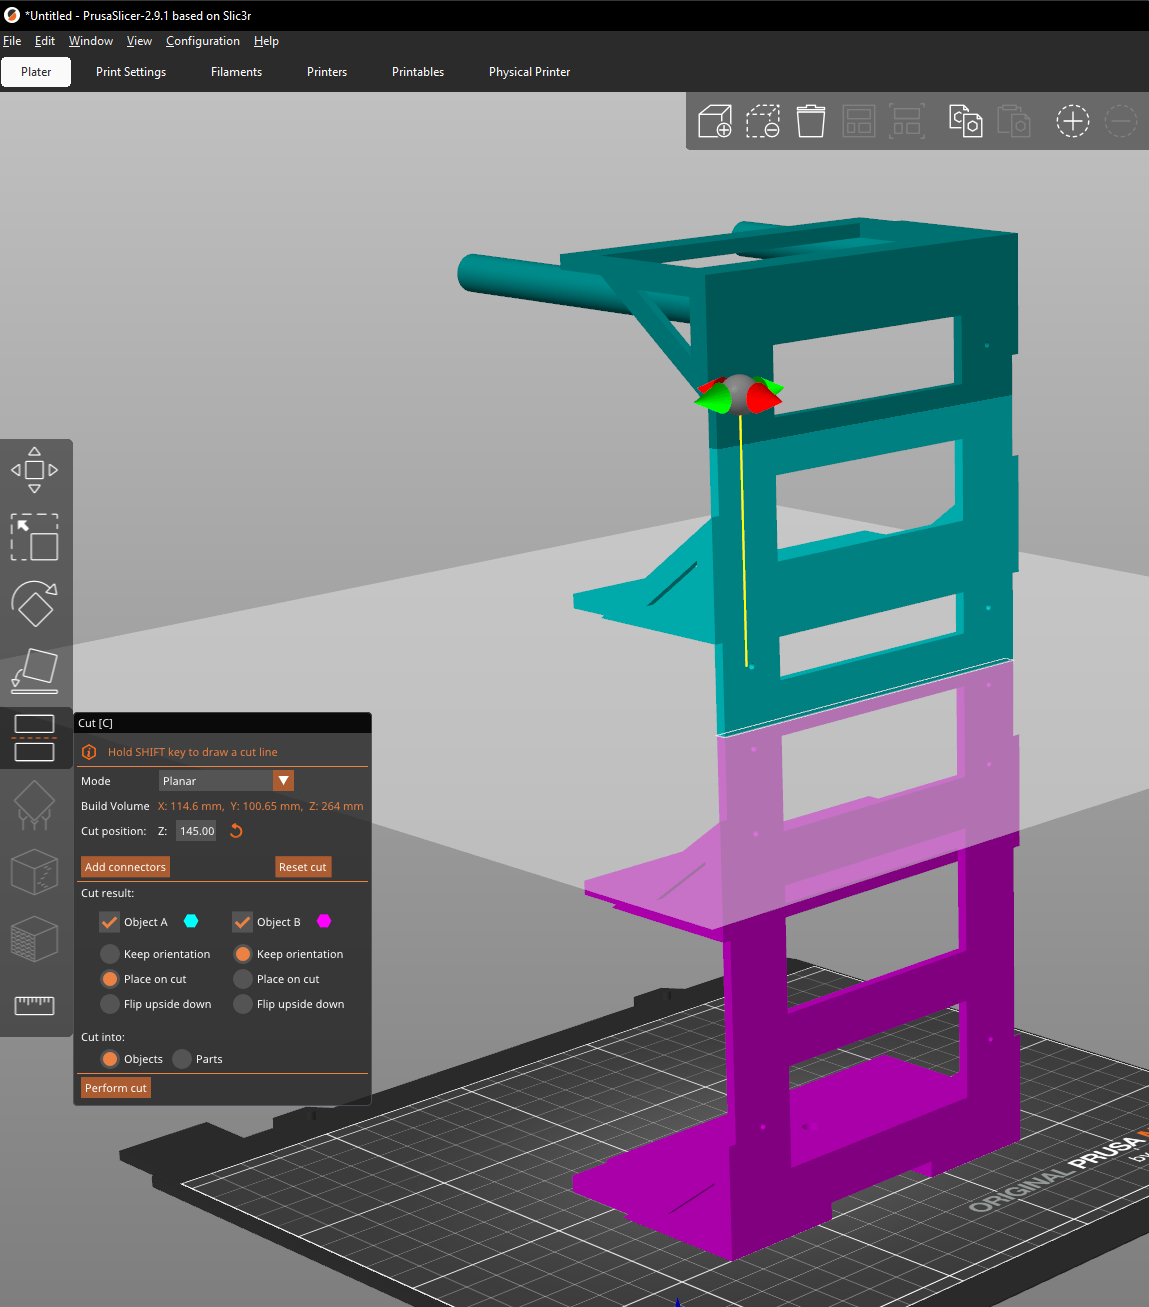 *Untitled - PrusaSlicer-2.9.1 based on Slic3r
File Edit Window View Configuration Help
Plater Print Settings Filaments Printers Printables Physical Printer
Cut [C]
Hold SHIFT key to draw a cut line
Mode Planar
Build Volume X: 114.6 mm, Y: 100.65 mm, Z: 264 mm
Cut position: Z: 145.00
Add connectors Reset cut
Cut result:
Object A Object B
Keep orientation Keep orientation
Place on cut Place on cut
Flip upside down Flip upside down
Cut into:
Objects Parts
Perform cut
ORIGINAL PRUSA
by